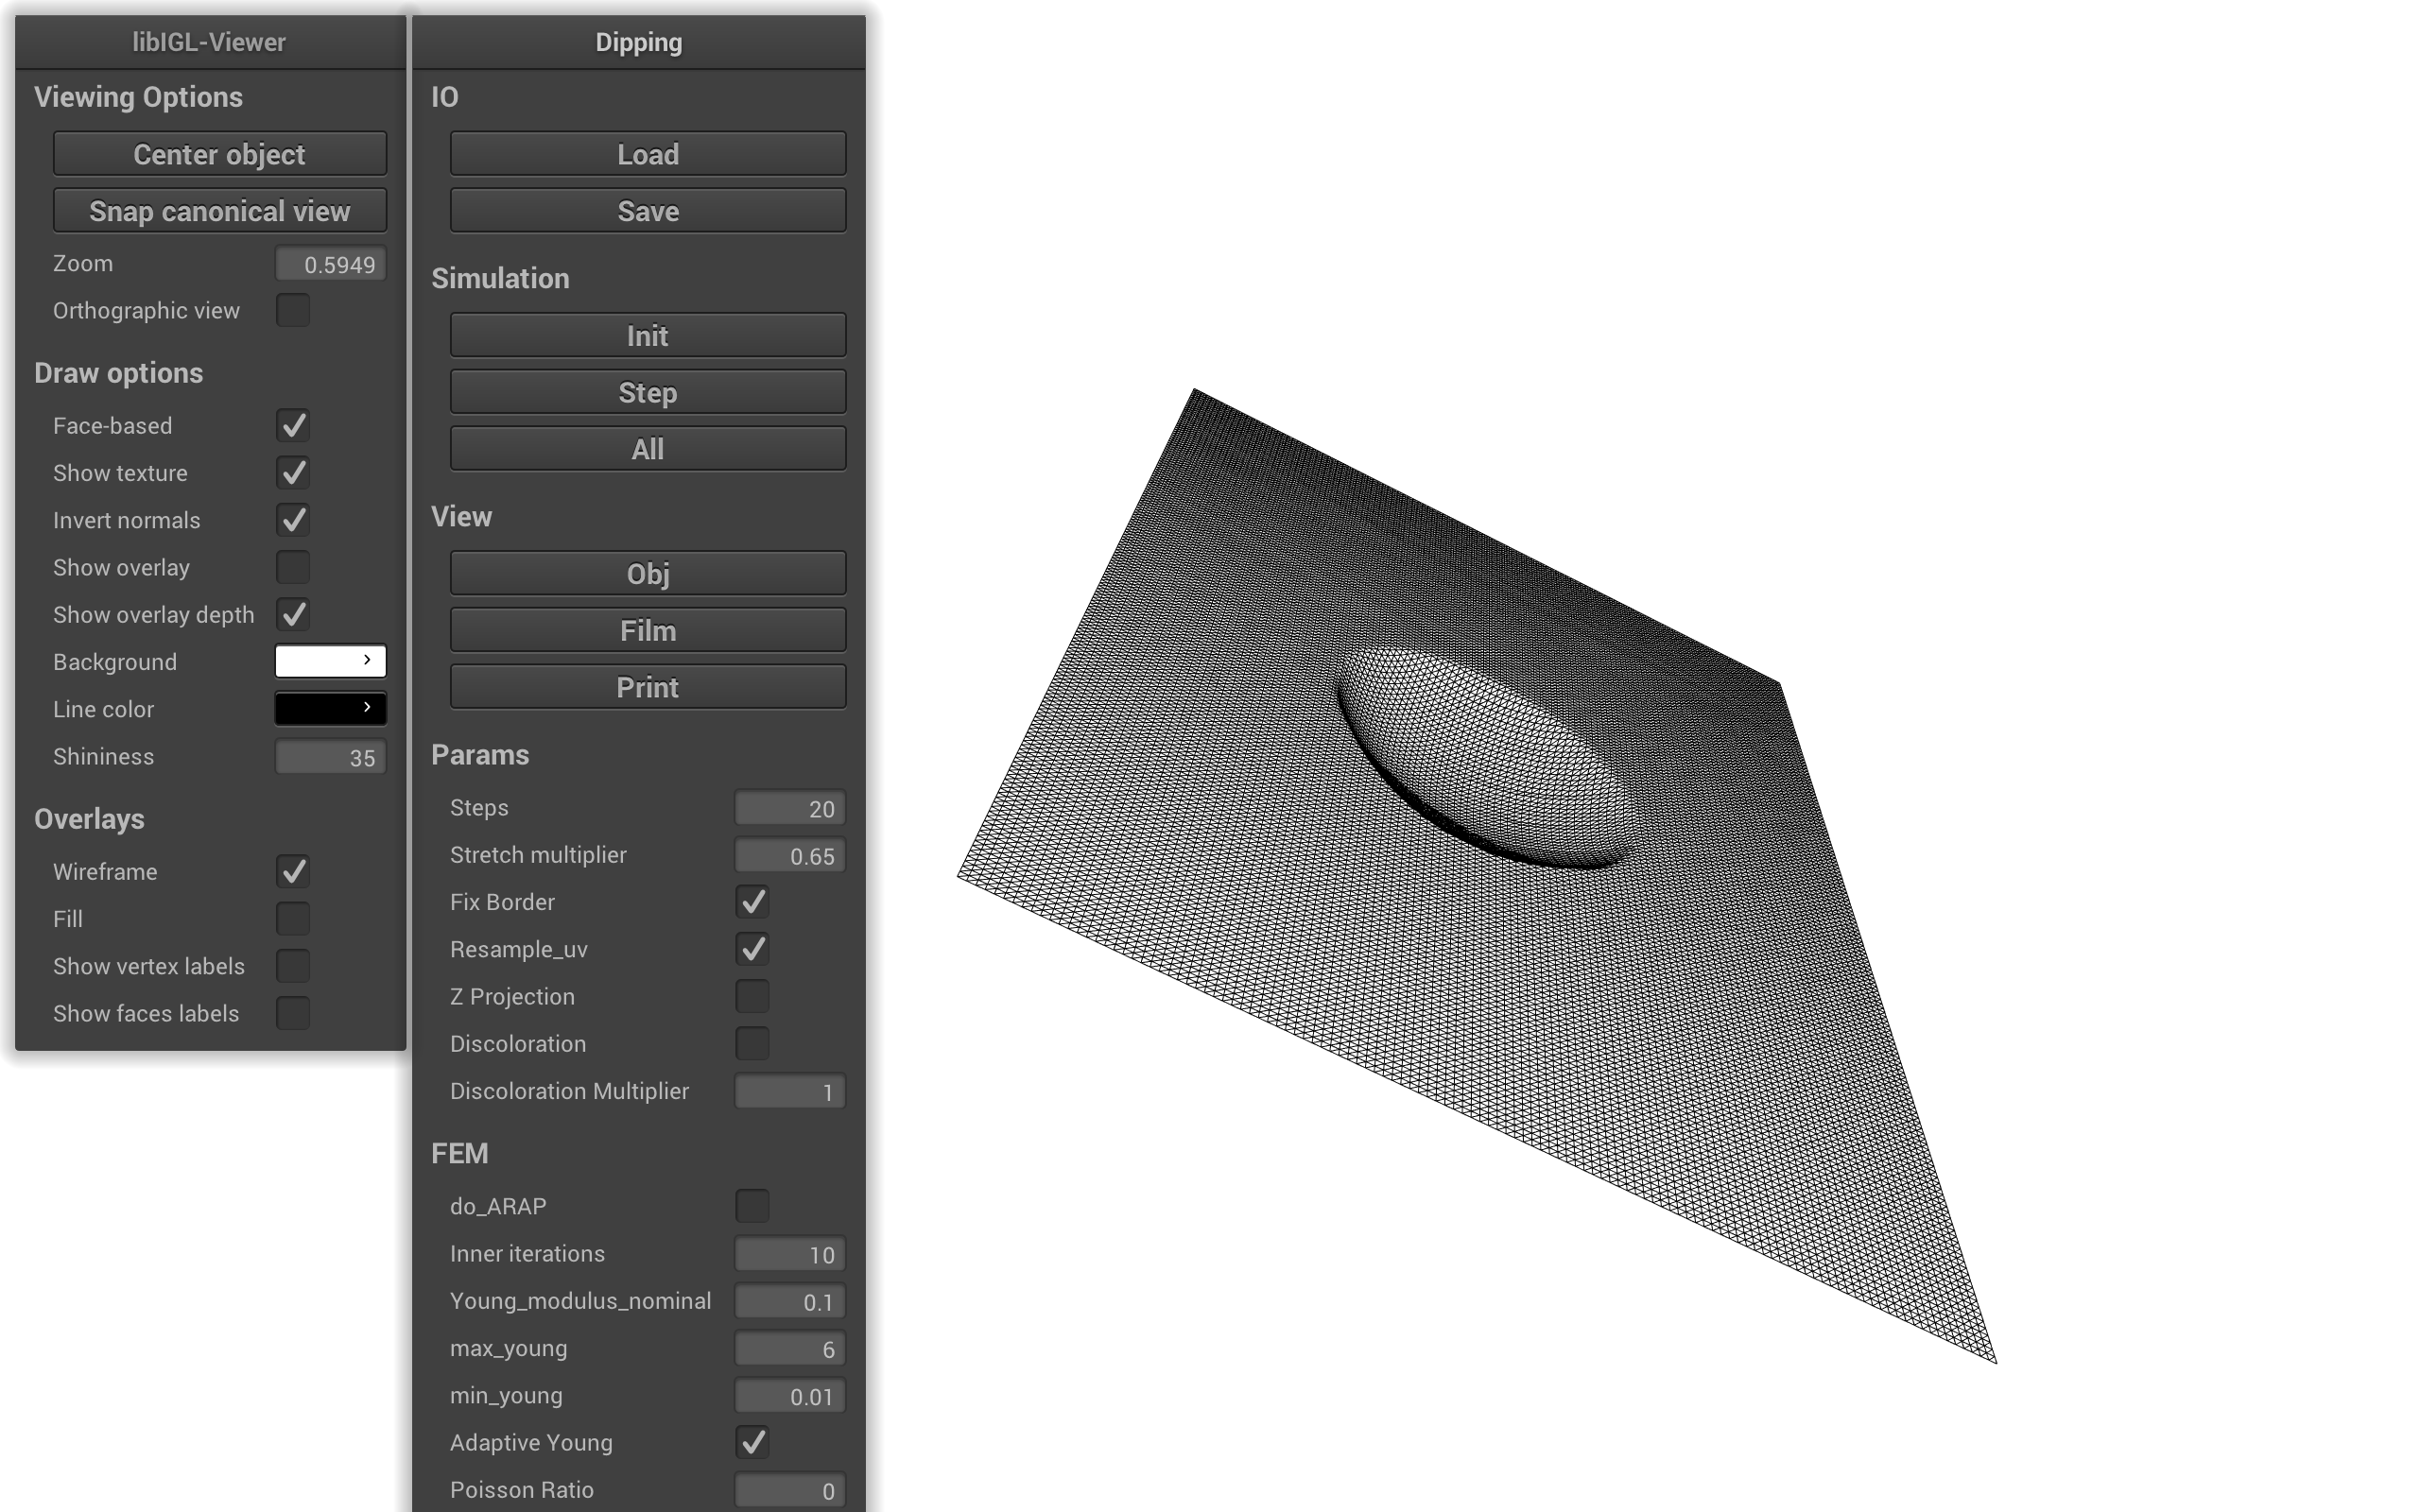 libIGL-Viewer
Viewing Options
Center object
Snap canonical view
Zoom 0.5949
Orthographic view
Draw options
Face-based
Show texture
Invert normals
Show overlay
Show overlay depth
Background
Line color
Shininess 35
Overlays
Wireframe
Fill
Show vertex labels
Show faces labels
Dipping
IO
Load
Save
Simulation
Init
Step
All
View
Obj
Film
Print
Params
Steps 20
Stretch multiplier 0.65
Fix Border
Resample_uv
Z Projection
Discoloration
Discoloration Multiplier 1
FEM
do_ARAP
Inner iterations 10
Young_modulus_nominal 0.1
max_young 6
min_young 0.01
Adaptive Young
Poisson Ratio 0